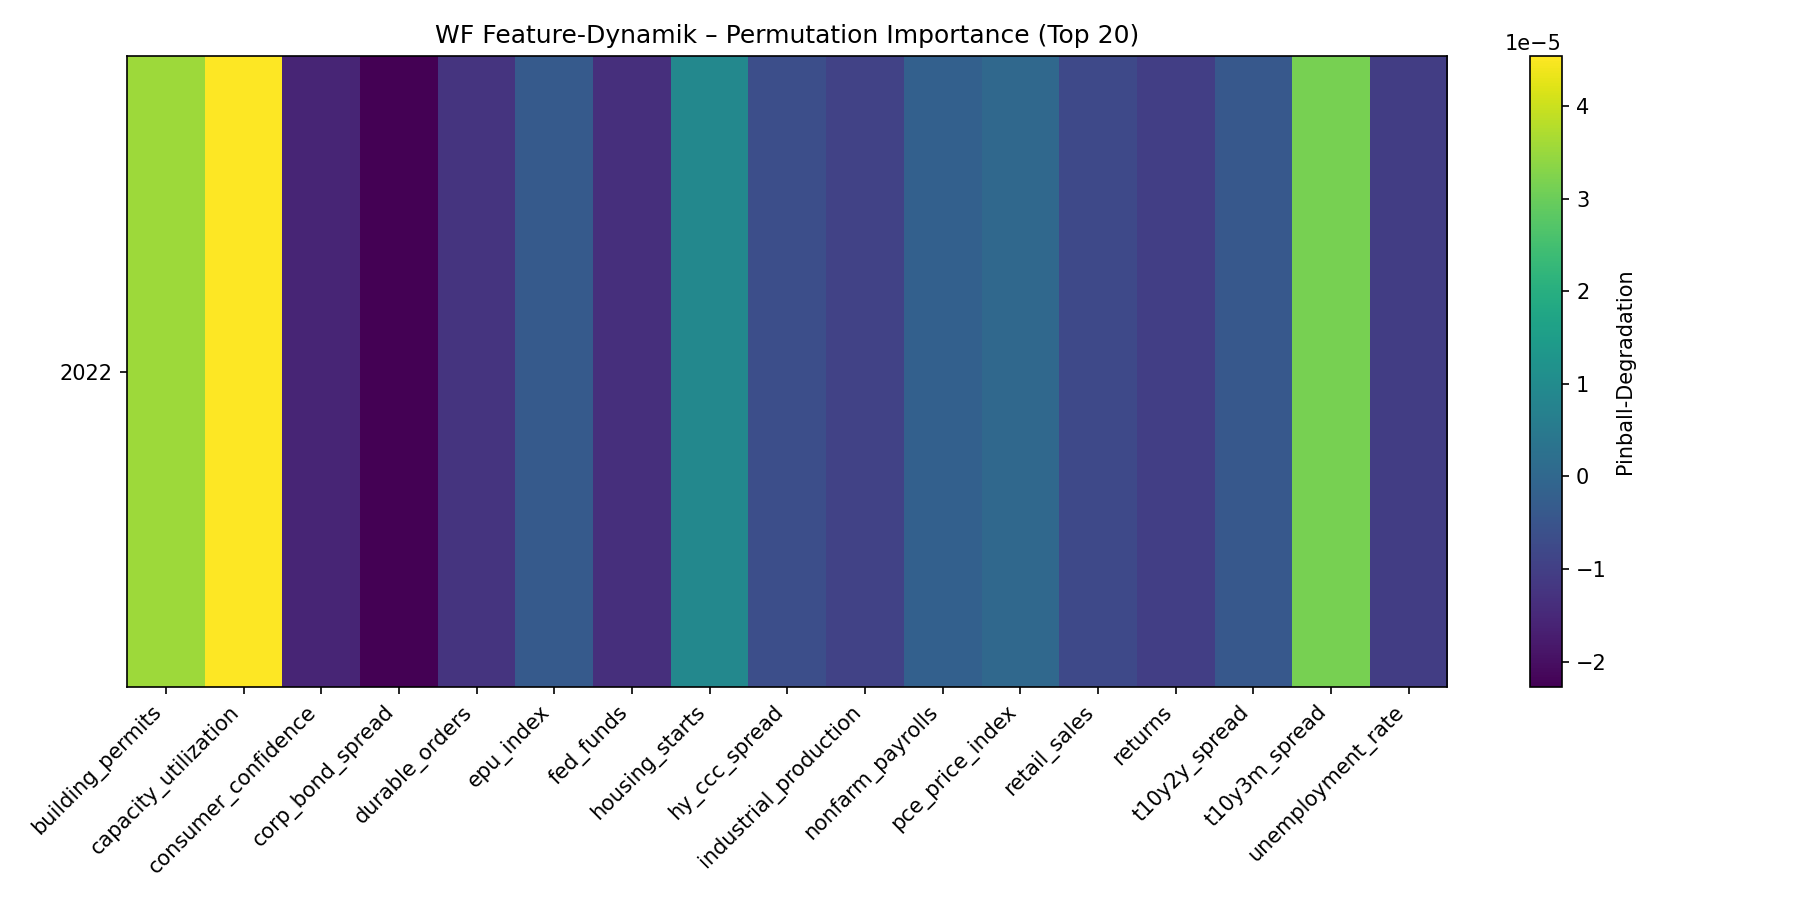 WF Feature-Dynamik – Permutation Importance (Top 20)
1e−5
4
3
2
1
0
−1
−2
Pinball-Degradation
2022
building_permits
capacity_utilization
consumer_confidence
corp_bond_spread
durable_orders
epu_index
fed_funds
housing_starts
hy_ccc_spread
industrial_production
nonfarm_payrolls
pce_price_index
retail_sales
returns
t10y2y_spread
t10y3m_spread
unemployment_rate